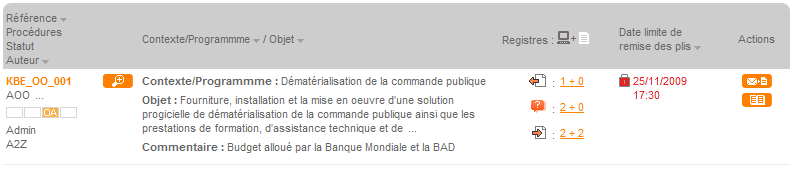 Référence
Procédures
Statut
Auteur
Contexte/Programmme / Objet
Registres : +
Date limite de
remise des plis
Actions
KBE_OO_001
AOO ...
DA
Admin
A2Z
Contexte/Programmme : Dématérialisation de la commande publique
Objet : Fourniture, installation et la mise en oeuvre d'une solution
progicielle de dématérialisation de la commande publique ainsi que les
prestations de formation, d'assistance technique et de ...
Commentaire : Budget alloué par la Banque Mondiale et la BAD
: 1 + 0
? : 2 + 0
: 2 + 2
25/11/2009
17:30